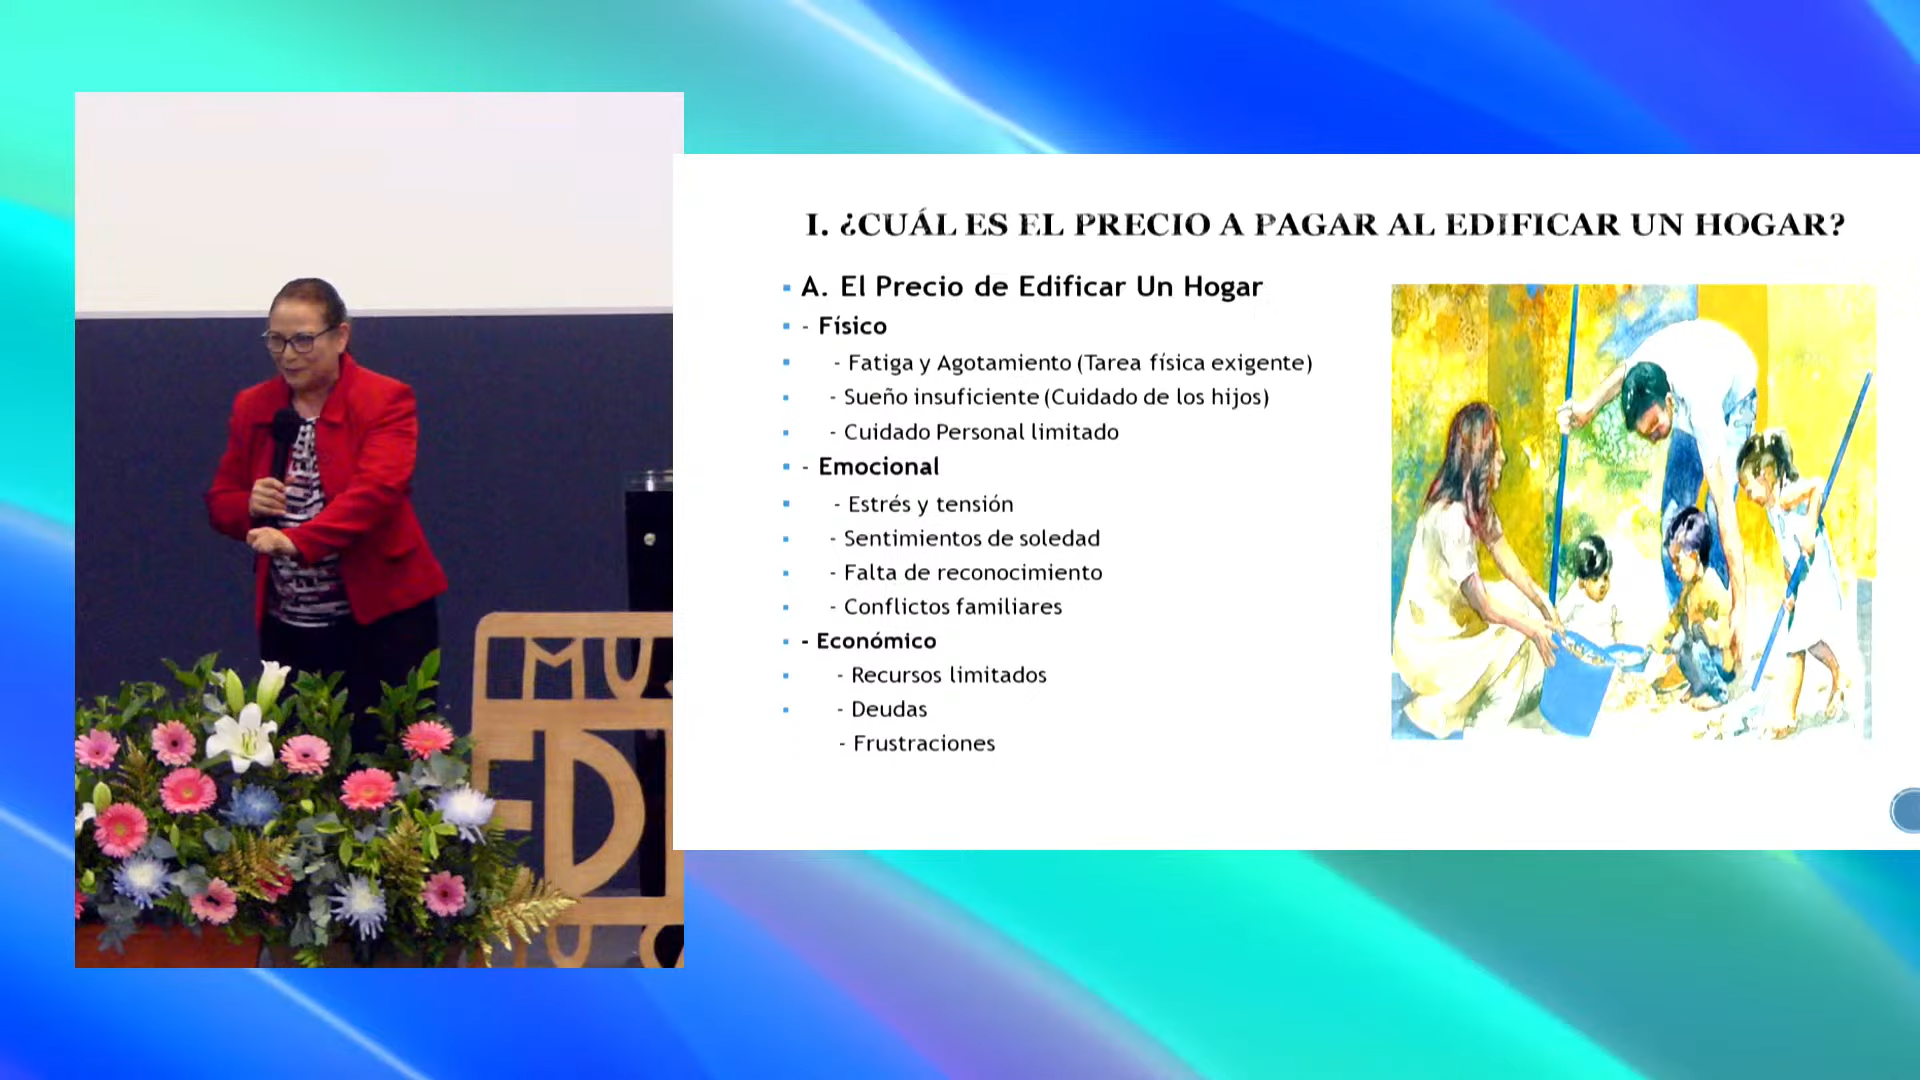 I. ¿CUÁL ES EL PRECIO A PAGAR AL EDIFICAR UN HOGAR?
A. El Precio de Edificar Un Hogar
- Físico
- Fatiga y Agotamiento (Tarea física exigente)
- Sueño insuficiente (Cuidado de los hijos)
- Cuidado Personal limitado
- Emocional
- Estrés y tensión
- Sentimientos de soledad
- Falta de reconocimiento
- Conflictos familiares
- Económico
- Recursos limitados
- Deudas
- Frustraciones